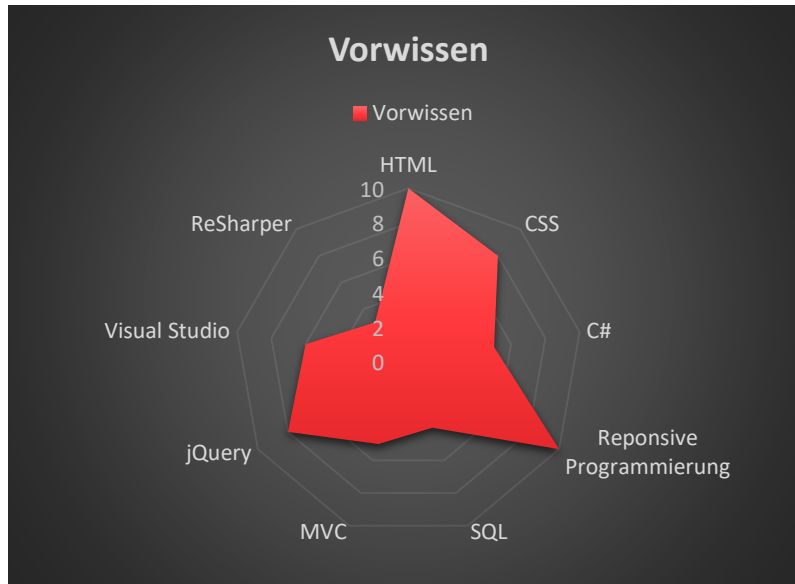 Vorwissen
Vorwissen
HTML
10
ReSharper
CSS
8
6
4
Visual Studio
2
C#
0
Reponsive
Programmierung
jQuery
MVC
SQL